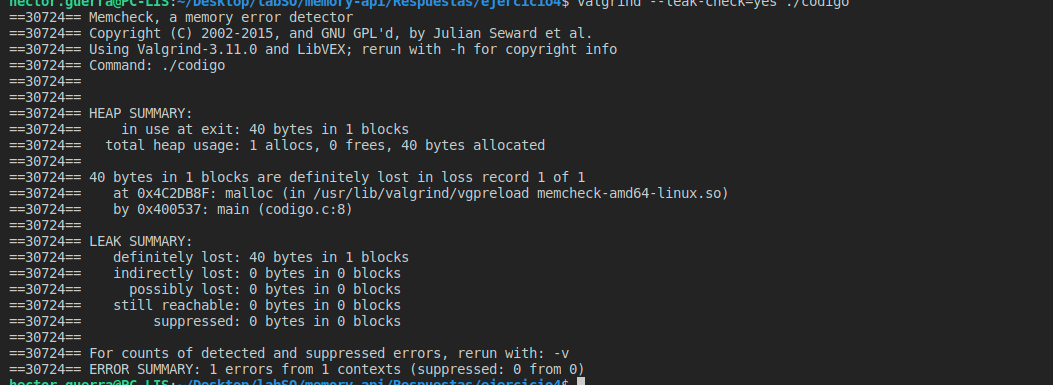 hector.guerra@PC-LIS:~/Desktop/labSO/memory-api/Respuestas/ejercicio4$ valgrind --leak-check=yes ./codigo
==30724== Memcheck, a memory error detector
==30724== Copyright (C) 2002-2015, and GNU GPL'd, by Julian Seward et al.
==30724== Using Valgrind-3.11.0 and LibVEX; rerun with -h for copyright info
==30724== Command: ./codigo
==30724==
==30724==
==30724== HEAP SUMMARY:
==30724==     in use at exit: 40 bytes in 1 blocks
==30724==   total heap usage: 1 allocs, 0 frees, 40 bytes allocated
==30724==
==30724== 40 bytes in 1 blocks are definitely lost in loss record 1 of 1
==30724==    at 0x4C2DB8F: malloc (in /usr/lib/valgrind/vgpreload_memcheck-amd64-linux.so)
==30724==    by 0x400537: main (codigo.c:8)
==30724==
==30724== LEAK SUMMARY:
==30724==    definitely lost: 40 bytes in 1 blocks
==30724==    indirectly lost: 0 bytes in 0 blocks
==30724==      possibly lost: 0 bytes in 0 blocks
==30724==    still reachable: 0 bytes in 0 blocks
==30724==         suppressed: 0 bytes in 0 blocks
==30724==
==30724== For counts of detected and suppressed errors, rerun with: -v
==30724== ERROR SUMMARY: 1 errors from 1 contexts (suppressed: 0 from 0)
hector.guerra@PC-LIS:~/Desktop/labSO/memory-api/Respuestas/ejercicio4$